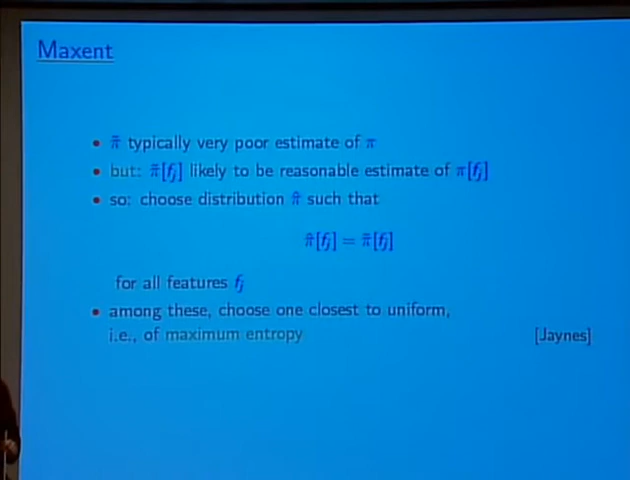 Maxent
• π̃ typically very poor estimate of π
• but: π̃[fj] likely to be reasonable estimate of π[fj]
• so: choose distribution π̂ such that
π̂[fj] = π̃[fj]
for all features fj
• among these, choose one closest to uniform,
i.e., of maximum entropy [Jaynes]